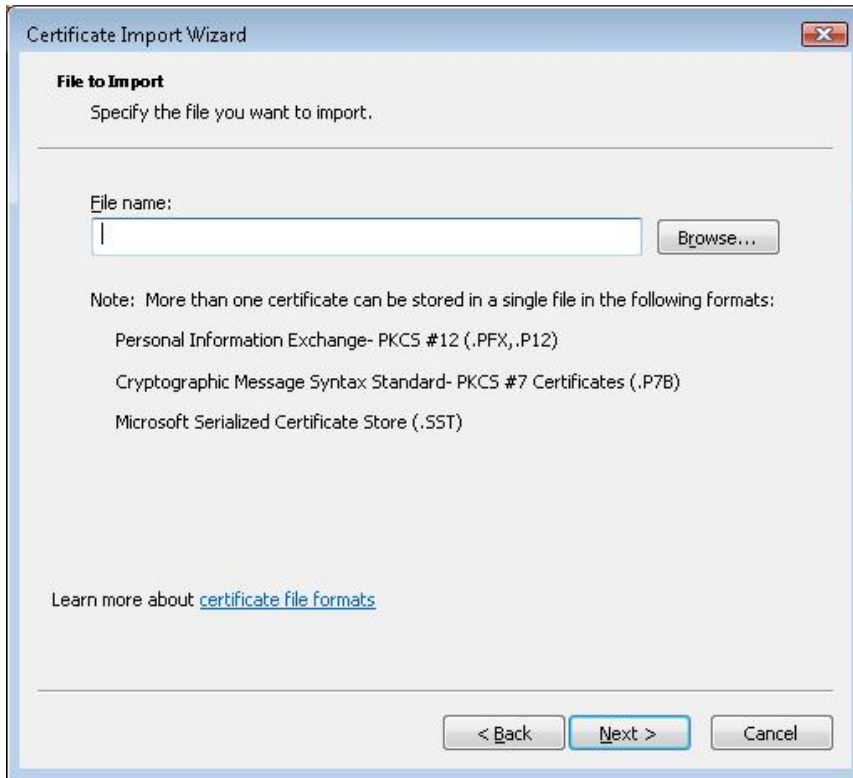 Certificate Import Wizard
File to Import
Specify the file you want to import.
File name:
Browse...
Note: More than one certificate can be stored in a single file in the following formats:
Personal Information Exchange- PKCS #12 (.PFX,.P12)
Cryptographic Message Syntax Standard- PKCS #7 Certificates (.P7B)
Microsoft Serialized Certificate Store (.SST)
Learn more about certificate file formats
< Back Next > Cancel